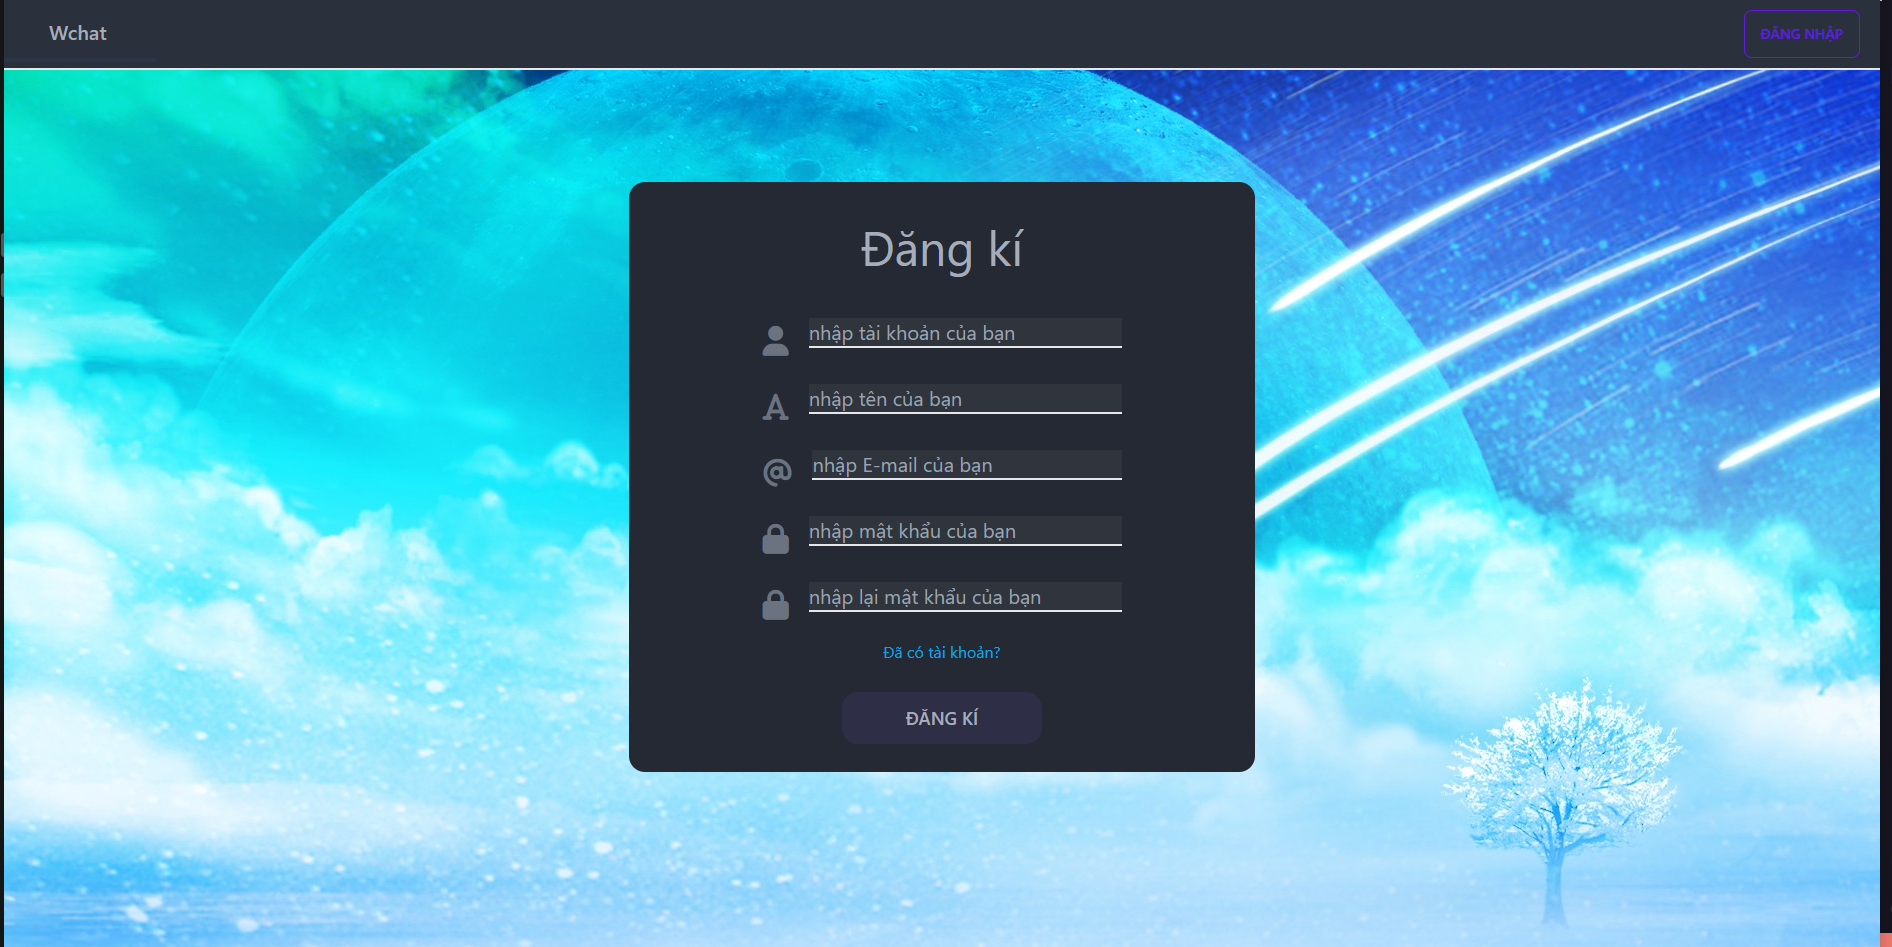 Wchat
ĐĂNG NHẬP
Đăng kí
nhập tài khoản của bạn
nhập tên của bạn
nhập E-mail của bạn
nhập mật khẩu của bạn
nhập lại mật khẩu của bạn
Đã có tài khoản?
ĐĂNG KÍ